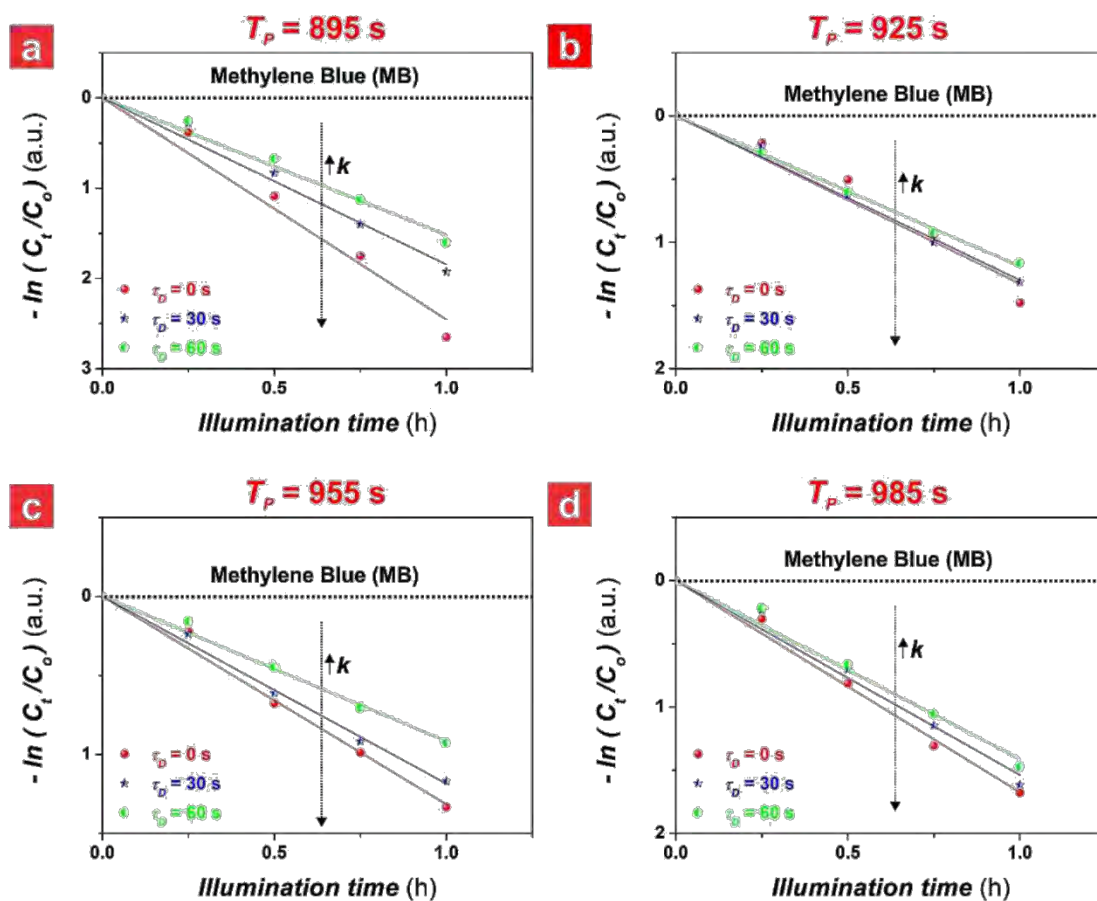 a
T_P = 895 s
Methylene Blue (MB)
- ln ( C_t /C_o ) (a.u.)
0
1
2
3
↑k
τ_D = 0 s
τ_D = 30 s
τ_D = 60 s
0.0
0.5
1.0
Illumination time (h)
b
T_P = 925 s
Methylene Blue (MB)
- ln ( C_t /C_o ) (a.u.)
0
1
2
↑k
τ_D = 0 s
τ_D = 30 s
τ_D = 60 s
0.0
0.5
1.0
Illumination time (h)
c
T_P = 955 s
Methylene Blue (MB)
- ln ( C_t /C_o ) (a.u.)
0
1
↑k
τ_D = 0 s
τ_D = 30 s
τ_D = 60 s
0.0
0.5
1.0
Illumination time (h)
d
T_P = 985 s
Methylene Blue (MB)
- ln ( C_t /C_o ) (a.u.)
0
1
2
↑k
τ_D = 0 s
τ_D = 30 s
τ_D = 60 s
0.0
0.5
1.0
Illumination time (h)